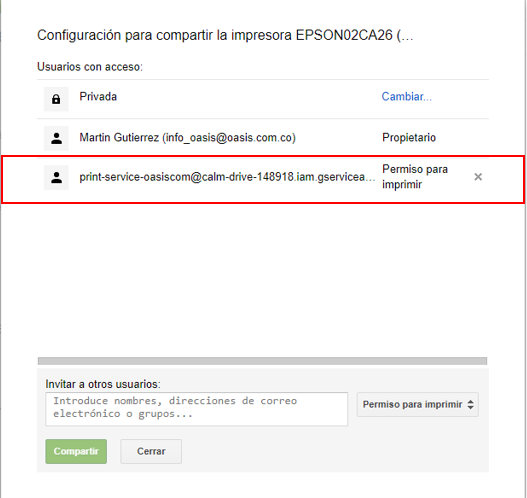 Configuración para compartir la impresora EPSON02CA26 (…
Usuarios con acceso:
Privada Cambiar...
Martin Gutierrez (info_oasis@oasis.com.co) Propietario
print-service-oasiscom@calm-drive-148918.iam.gservicea… Permiso para
imprimir
Invitar a otros usuarios:
Introduce nombres, direcciones de correo
electrónico o grupos...
Permiso para imprimir
Compartir Cerrar